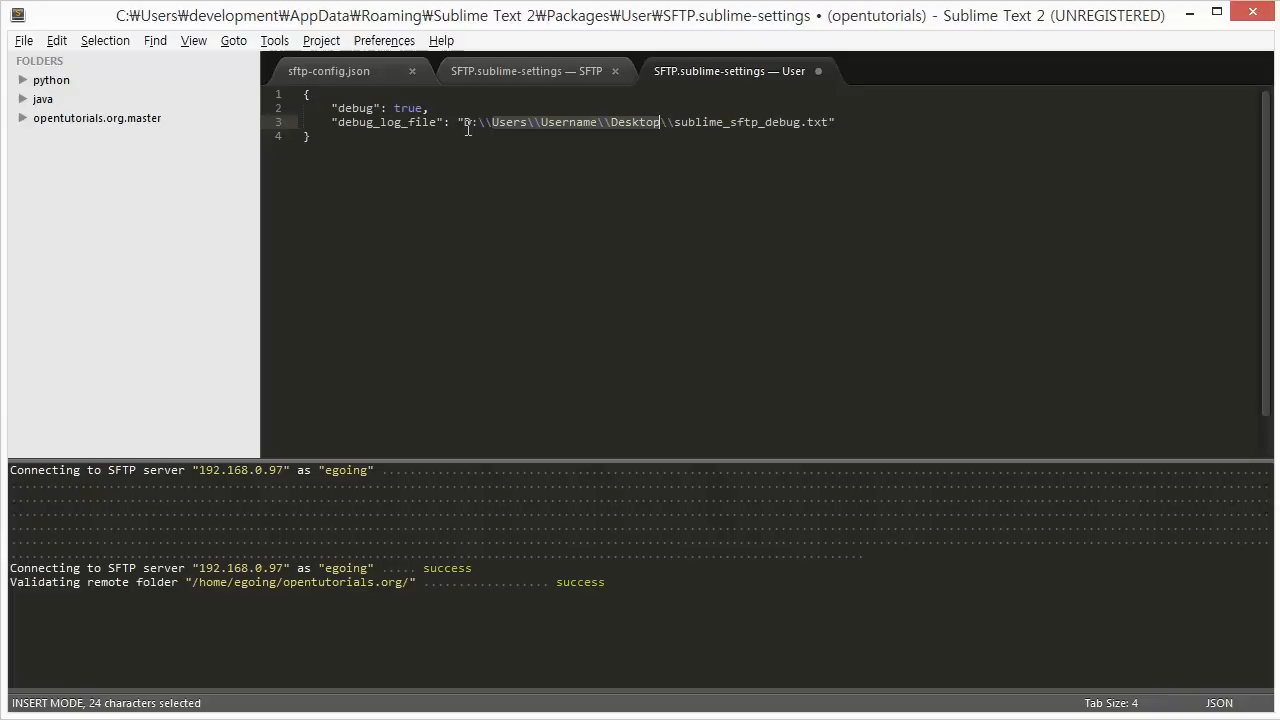 C:₩Users₩development₩AppData₩Roaming₩Sublime Text 2₩Packages₩User₩SFTP.sublime-settings • (opentutorials) - Sublime Text 2 (UNREGISTERED)
File Edit Selection Find View Goto Tools Project Preferences Help
FOLDERS
python
java
opentutorials.org.master
sftp-config.json × SFTP.sublime-settings — SFTP × SFTP.sublime-settings — User
1 {
2 "debug": true,
3 "debug_log_file": "D:\\Users\\Username\\Desktop\\sublime_sftp_debug.txt"
4 }
Connecting to SFTP server "192.168.0.97" as "egoing"
Connecting to SFTP server "192.168.0.97" as "egoing" ..... success
Validating remote folder "/home/egoing/opentutorials.org/" .................. success
INSERT MODE, 24 characters selected Tab Size: 4 JSON